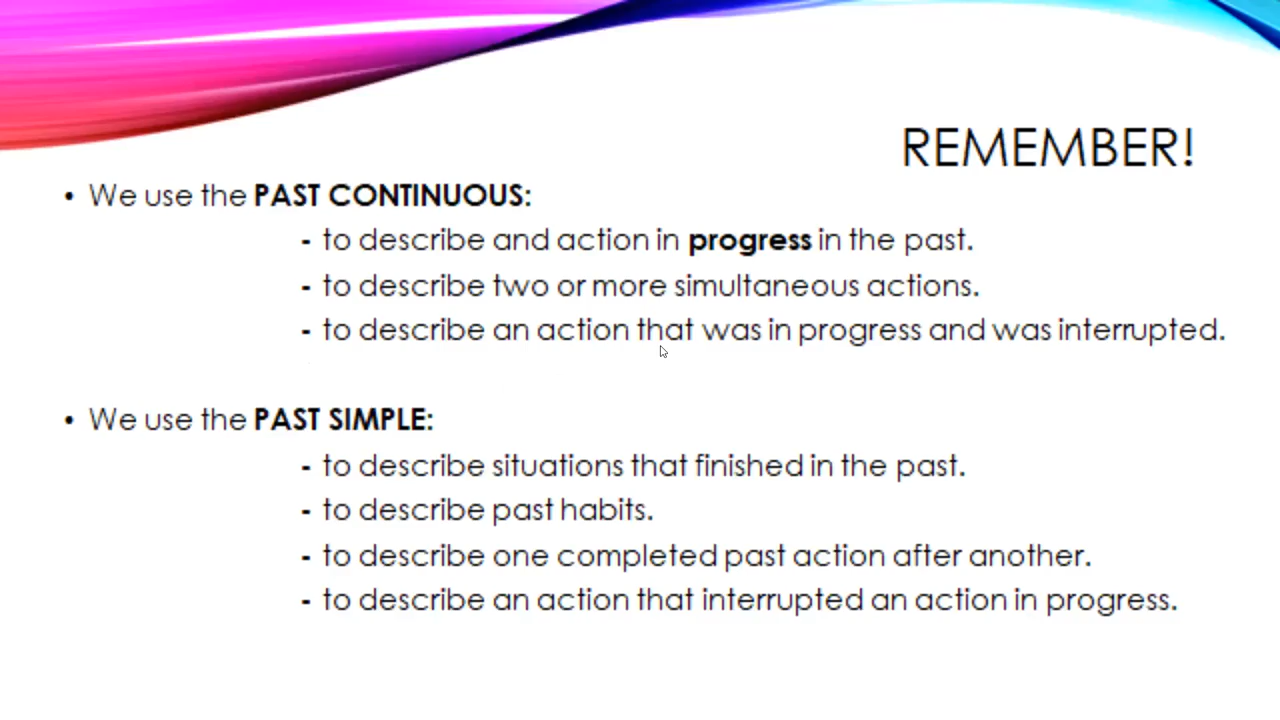 REMEMBER!
• We use the PAST CONTINUOUS:
- to describe and action in progress in the past.
- to describe two or more simultaneous actions.
- to describe an action that was in progress and was interrupted.
• We use the PAST SIMPLE:
- to describe situations that finished in the past.
- to describe past habits.
- to describe one completed past action after another.
- to describe an action that interrupted an action in progress.